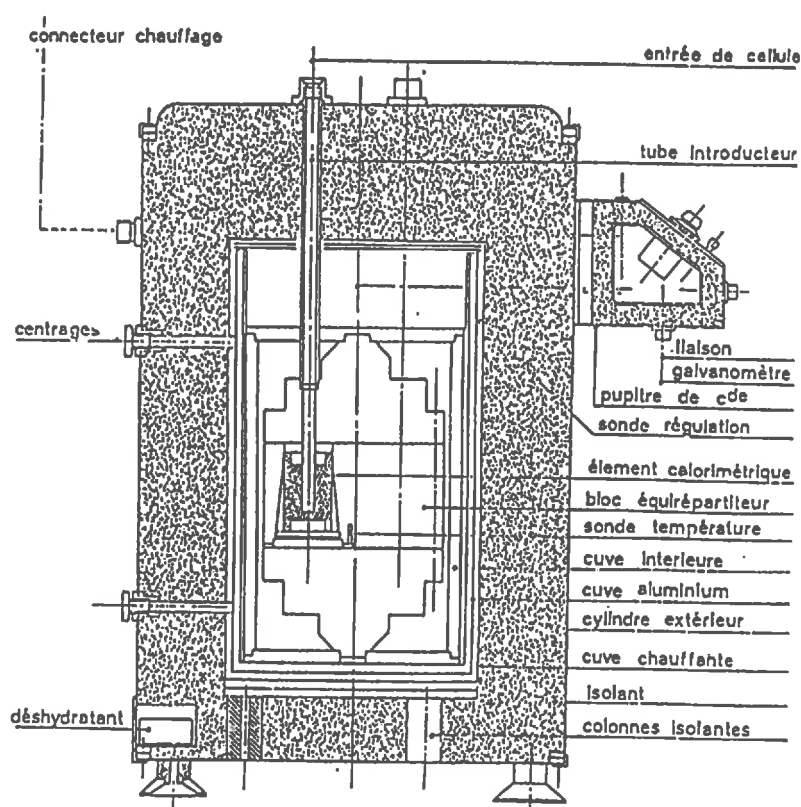 connecteur chauffage
entrée de cellule
tube introducteur
centrages
liaison
galvanomètre
pupitre de cde
sonde régulation
élement calorimétrique
bloc équirépartiteur
sonde température
cuve interieure
cuve aluminium
cylindre extérieur
cuve chauffante
isolant
déshydratant
colonnes isolantes